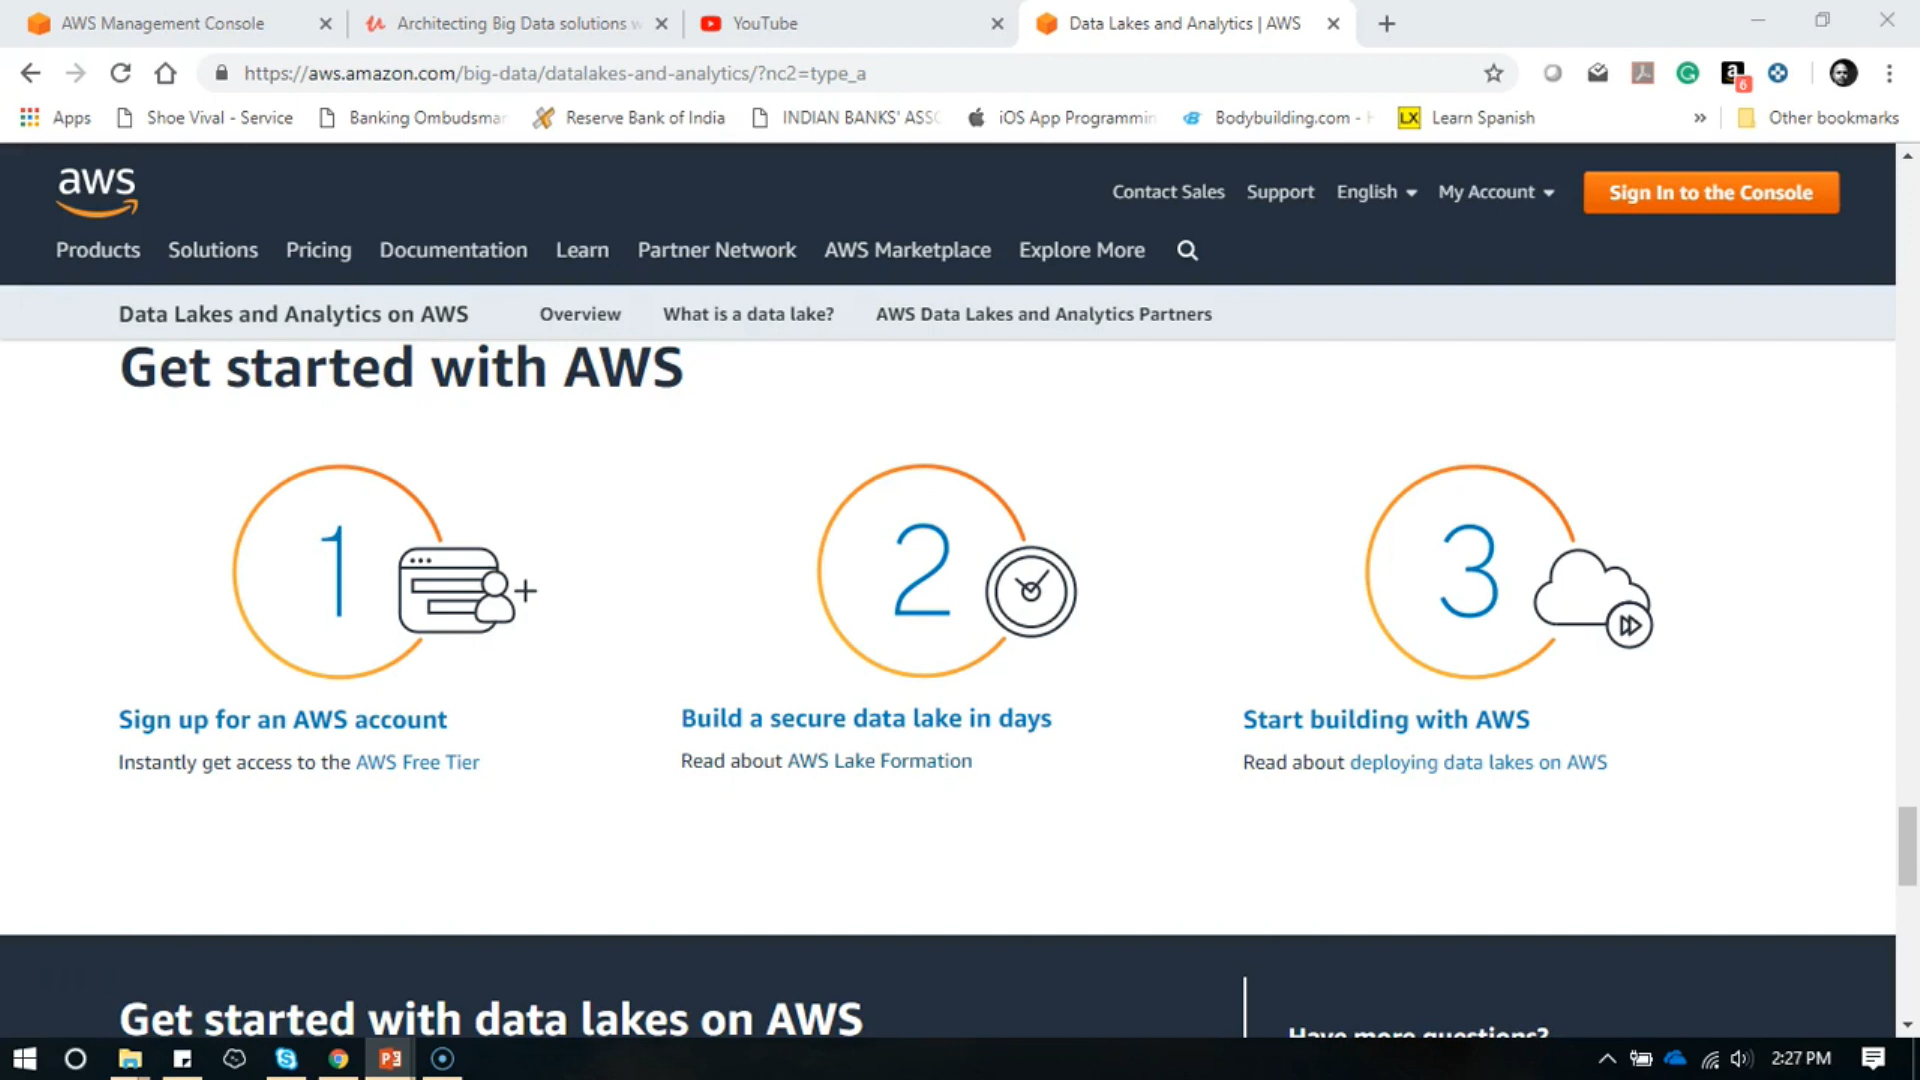 AWS Management Console
Architecting Big Data solutions w
YouTube
Data Lakes and Analytics | AWS
https://aws.amazon.com/big-data/datalakes-and-analytics/?nc2=type_a
6
Apps
Shoe Vival - Service
Banking Ombudsma
Reserve Bank of India
INDIAN BANKS' ASSO
iOS App Programmin
Bodybuilding.com -
LX
Learn Spanish
»
Other bookmarks
aws
Contact Sales
Support
English
My Account
Sign In to the Console
Products
Solutions
Pricing
Documentation
Learn
Partner Network
AWS Marketplace
Explore More
Data Lakes and Analytics on AWS
Overview
What is a data lake?
AWS Data Lakes and Analytics Partners
Get started with AWS
1
2
3
Sign up for an AWS account
Instantly get access to the AWS Free Tier
Build a secure data lake in days
Read about AWS Lake Formation
Start building with AWS
Read about deploying data lakes on AWS
Get started with data lakes on AWS
Have more questions?
2:27 PM